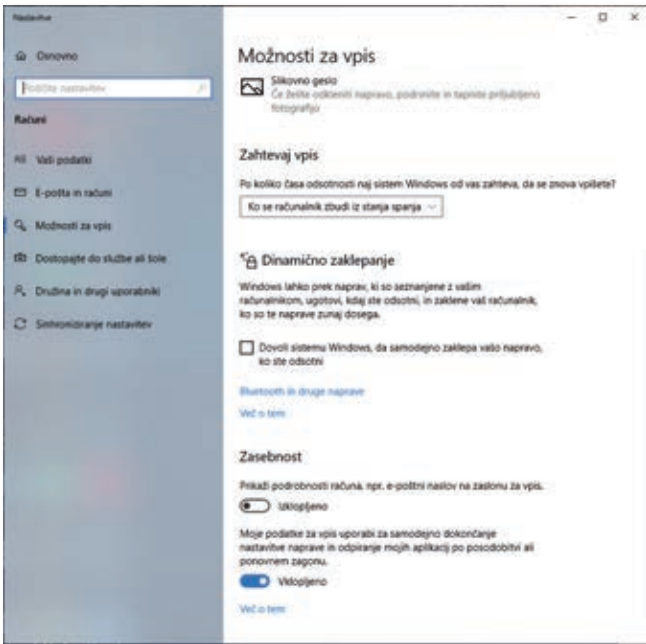 Nastavitve
Osnovno
Poiščite nastavitev
Računi
Vaši podatki
E-pošta in računi
Možnosti za vpis
Dostopajte do službe ali šole
Družina in drugi uporabniki
Sinhroniziranje nastavitev
Možnosti za vpis
Slikovno geslo
Če želite odkleniti napravo, podrsnite in tapnite priljubljeno
fotografijo
Zahtevaj vpis
Po koliko časa odsotnosti naj sistem Windows od vas zahteva, da se znova vpišete?
Ko se računalnik zbudi iz stanja spanja
Dinamično zaklepanje
Windows lahko prek naprav, ki so seznanjene z vašim
računalnikom, ugotovi, kdaj ste odsotni, in zaklene vaš računalnik,
ko so te naprave zunaj dosega.
Dovoli sistemu Windows, da samodejno zaklepa vašo napravo,
ko ste odsotni
Bluetooth in druge naprave
Več o tem
Zasebnost
Prikaži podrobnosti računa, npr. e-poštni naslov na zaslonu za vpis.
Izklopljeno
Moje podatke za vpis uporabi za samodejno dokončanje
nastavitve naprave in odpiranje mojih aplikacij po posodobitvi ali
ponovnem zagonu.
Vklopljeno
Več o tem